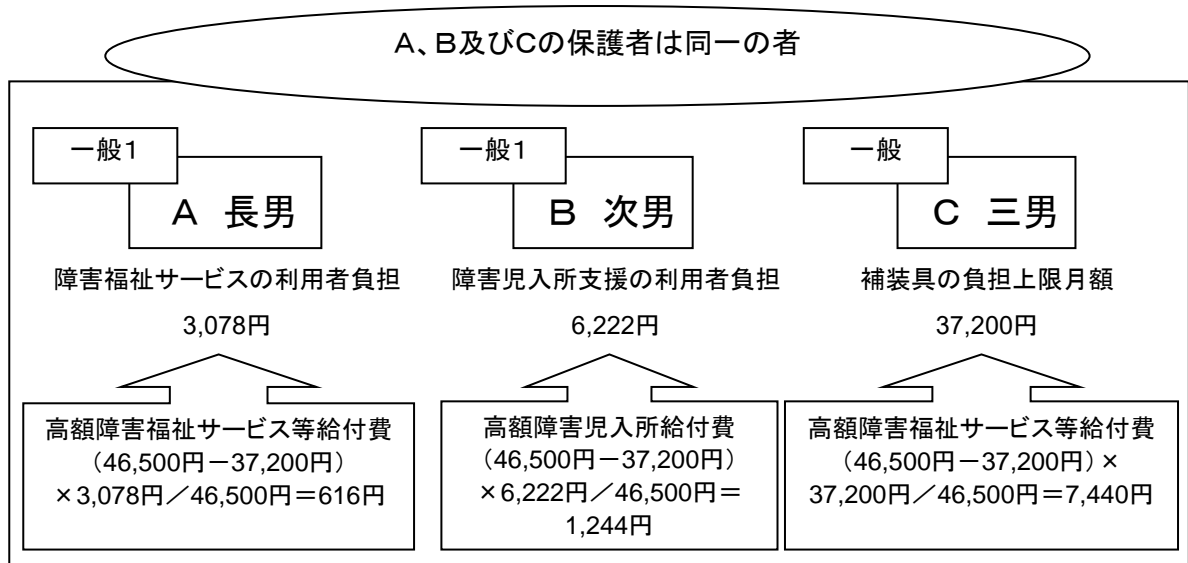 A、B及びCの保護者は同一の者
一般1
A 長男
障害福祉サービスの利用者負担
3,078円
高額障害福祉サービス等給付費
(46,500円-37,200円)
×3,078円/46,500円=616円
一般1
B 次男
障害児入所支援の利用者負担
6,222円
高額障害児入所給付費
(46,500円-37,200円)
×6,222円/46,500円=
1,244円
一般
C 三男
補装具の負担上限月額
37,200円
高額障害福祉サービス等給付費
(46,500円-37,200円)×
37,200円/46,500円=7,440円